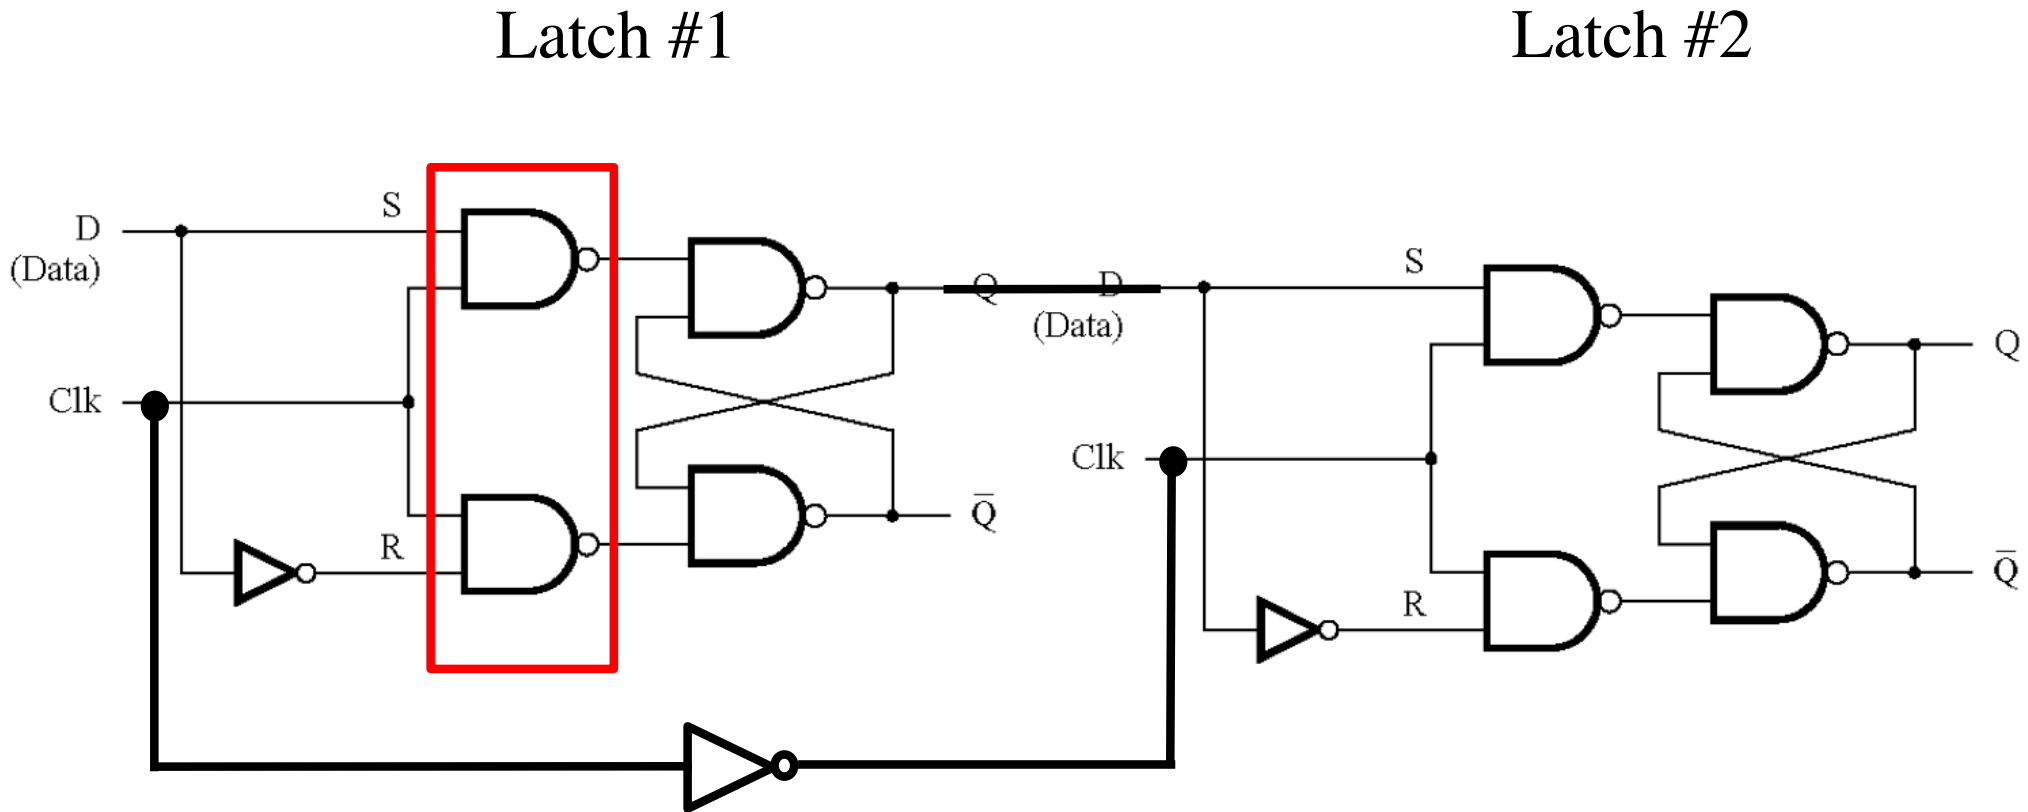 Latch #1
Latch #2
S
D
(Data)
Clk
R
Q
Q̅
D
(Data)
S
Clk
R
Q
Q̅